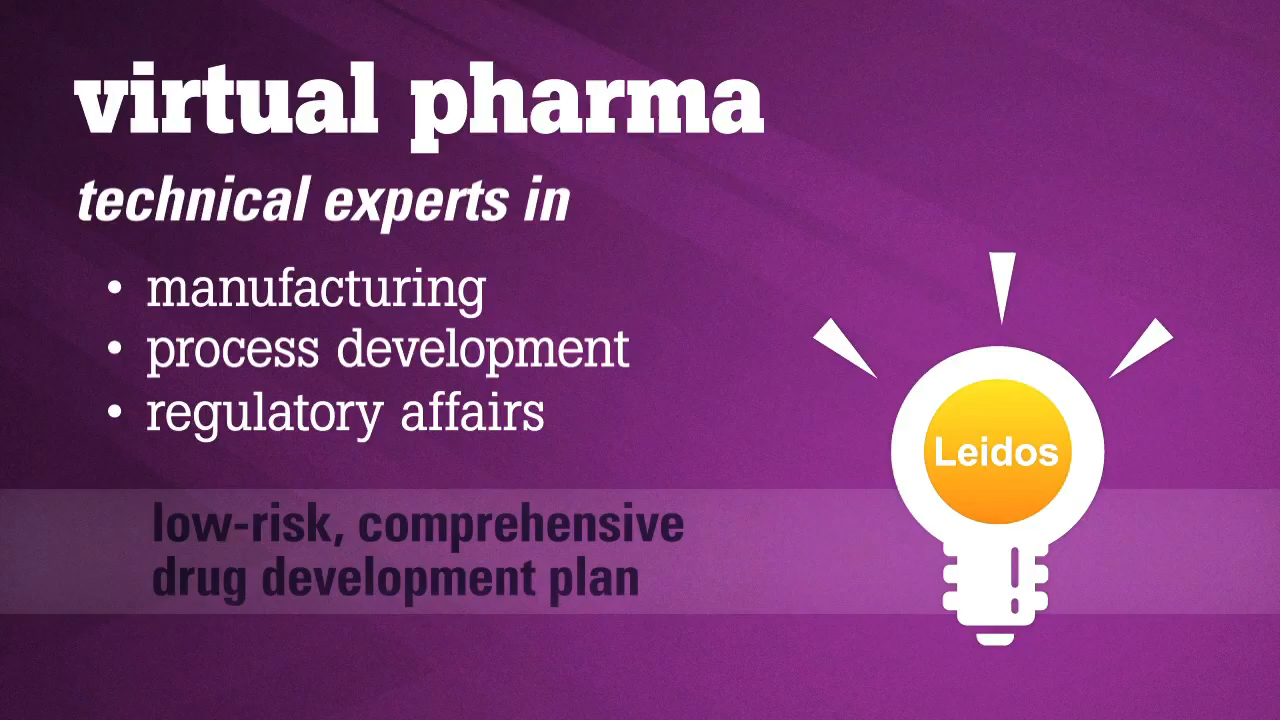 virtual pharma
technical experts in
• manufacturing
• process development
• regulatory affairs
Leidos
low-risk, comprehensive
drug development plan